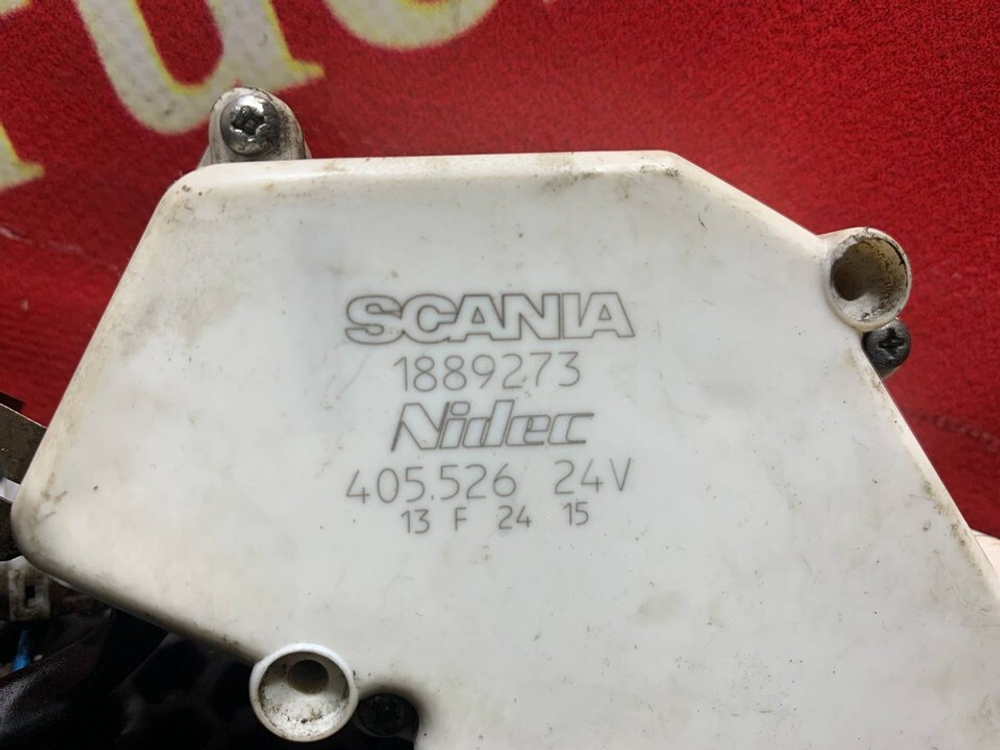 SCANIA
1889273
Nidec
405.526 24V
13 F 24 15